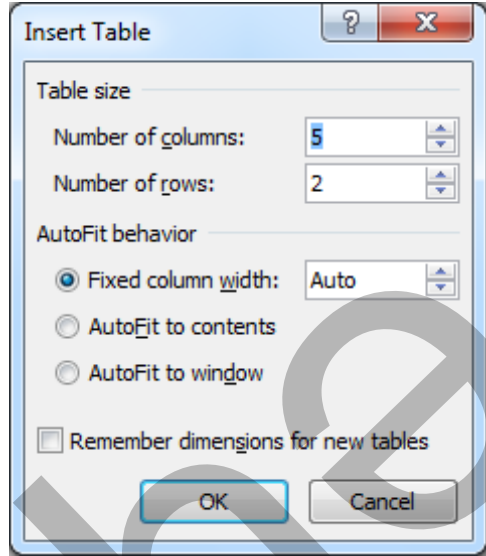 Insert Table
?
Table size
Number of columns: 5
Number of rows: 2
AutoFit behavior
Fixed column width: Auto
AutoFit to contents
AutoFit to window
Remember dimensions for new tables
OK Cancel